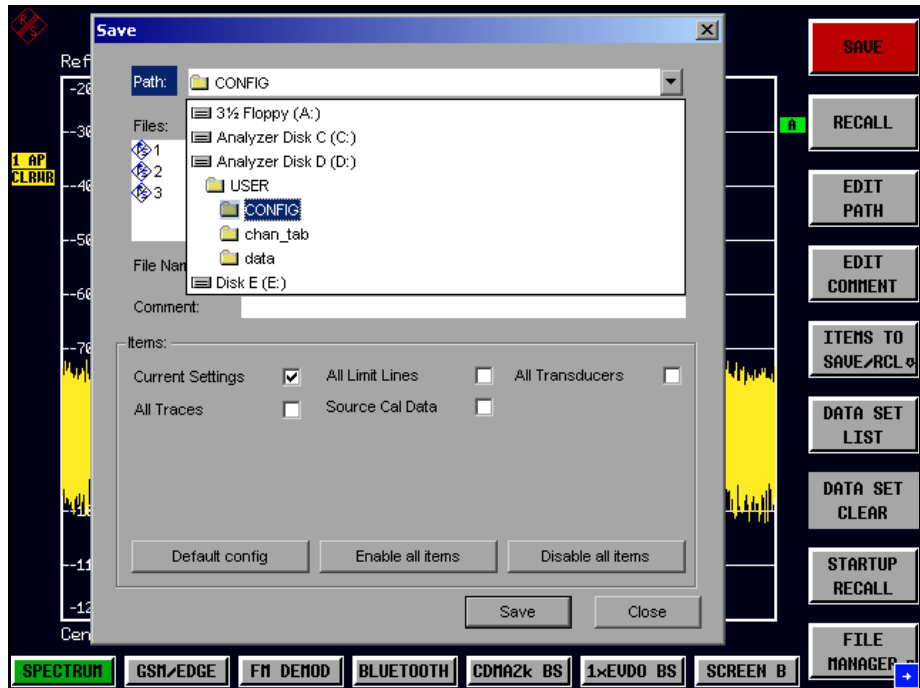 R
S
Save
Ref
-20
--30
--40
--50
--60
--70
--11
-12
Cen
1 AP
CLRWR
A
Path: CONFIG
3½ Floppy (A:)
Analyzer Disk C (C:)
Analyzer Disk D (D:)
USER
CONFIG
chan_tab
data
Disk E (E:)
Files:
1
2
3
File Nam
Comment:
Items:
Current Settings All Limit Lines All Transducers
All Traces Source Cal Data
Default config Enable all items Disable all items
Save Close
SAVE
RECALL
EDIT
PATH
EDIT
COMMENT
ITEMS TO
SAVE/RCL
DATA SET
LIST
DATA SET
CLEAR
STARTUP
RECALL
FILE
MANAGER
SPECTRUM GSM/EDGE FM DEMOD BLUETOOTH CDMA2k BS 1xEVDO BS SCREEN B